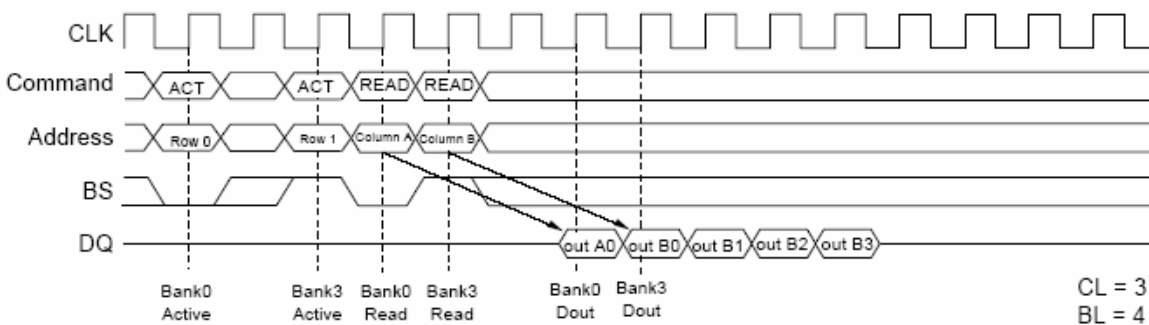 CLK
Command ACT ACT READ READ
Address Row 0 Row 1 Column A Column B
BS
DQ out A0 out B0 out B1 out B2 out B3
Bank0 Bank3 Bank0 Bank3 Bank0 Bank3
Active Active Read Read Dout Dout
CL = 3
BL = 4